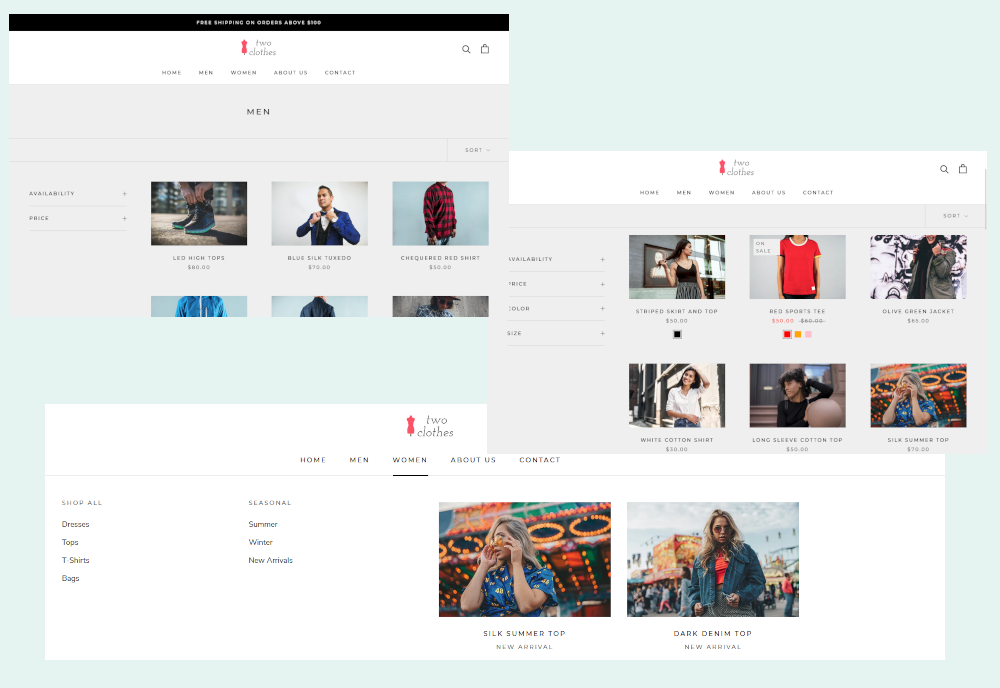 FREE SHIPPING ON ORDERS ABOVE $100
two
clothes
HOME MEN WOMEN ABOUT US CONTACT
MEN
SORT
AVAILABILITY +
PRICE +
LEO HIGH TOPS
$80.00
BLUE SILK TUXEDO
$70.00
CHEQUERED RED SHIRT
$50.00
two
clothes
HOME MEN WOMEN ABOUT US CONTACT
SORT
AVAILABILITY +
PRICE +
COLOR +
SIZE +
ON
SALE
STRIPED SKIRT AND TOP
$50.00
RED SPORTS TEE
$50.00 $60.00
OLIVE GREEN JACKET
$65.00
WHITE COTTON SHIRT
$30.00
LONG SLEEVE COTTON TOP
$50.00
SILK SUMMER TOP
$70.00
two
clothes
HOME MEN WOMEN ABOUT US CONTACT
SHOP ALL
Dresses
Tops
T-Shirts
Bags
SEASONAL
Summer
Winter
New Arrivals
SILK SUMMER TOP
NEW ARRIVAL
DARK DENIM TOP
NEW ARRIVAL